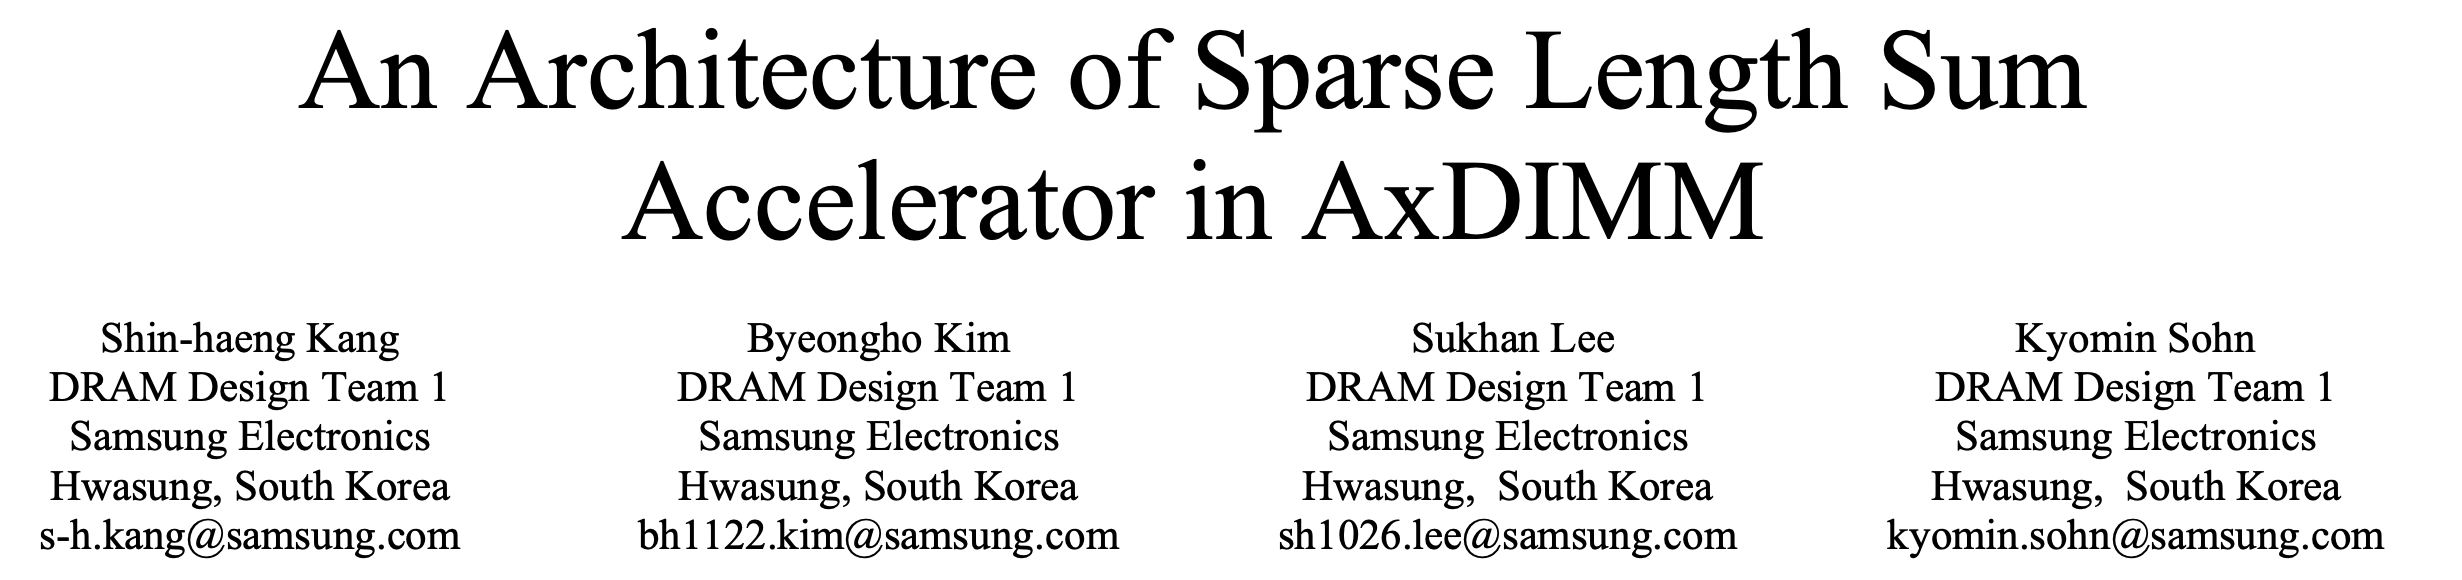 An Architecture of Sparse Length Sum
Accelerator in AxDIMM
Shin-haeng Kang
DRAM Design Team 1
Samsung Electronics
Hwasung, South Korea
s-h.kang@samsung.com
Byeongho Kim
DRAM Design Team 1
Samsung Electronics
Hwasung, South Korea
bh1122.kim@samsung.com
Sukhan Lee
DRAM Design Team 1
Samsung Electronics
Hwasung, South Korea
sh1026.lee@samsung.com
Kyomin Sohn
DRAM Design Team 1
Samsung Electronics
Hwasung, South Korea
kyomin.sohn@samsung.com